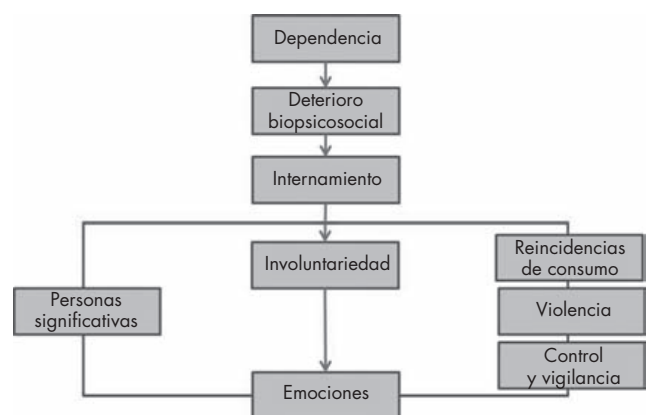 Dependencia
Deterioro
biopsicosocial
Internamiento
Involuntariedad
Reincidencias
de consumo
Personas
significativas
Violencia
Control
y vigilancia
Emociones